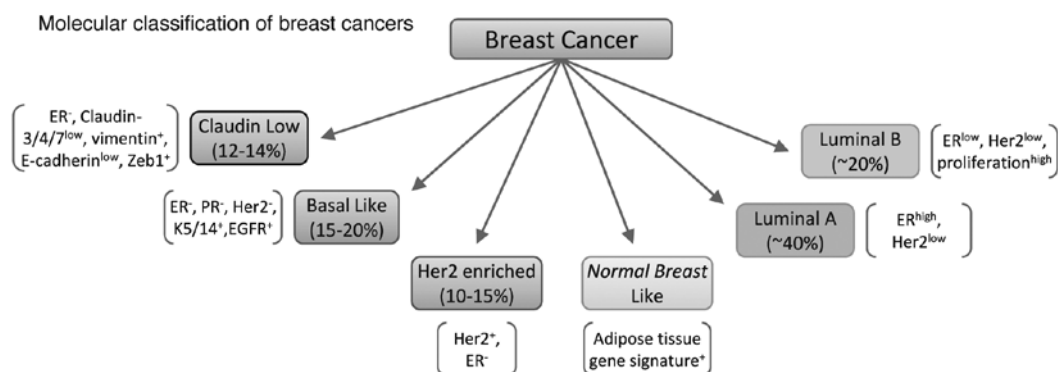 Molecular classification of breast cancers
Breast Cancer
ER⁻, Claudin-
3/4/7ˡᵒʷ, vimentin⁺,
E-cadherinˡᵒʷ, Zeb1⁺
Claudin Low
(12-14%)
ER⁻, PR⁻, Her2⁻,
K5/14⁺,EGFR⁺
Basal Like
(15-20%)
Her2 enriched
(10-15%)
Her2⁺,
ER⁻
Normal Breast
Like
Adipose tissue
gene signature⁺
Luminal A
(~40%)
ERʰⁱᵍʰ,
Her2ˡᵒʷ
Luminal B
(~20%)
ERˡᵒʷ, Her2ˡᵒʷ,
proliferationʰⁱᵍʰ